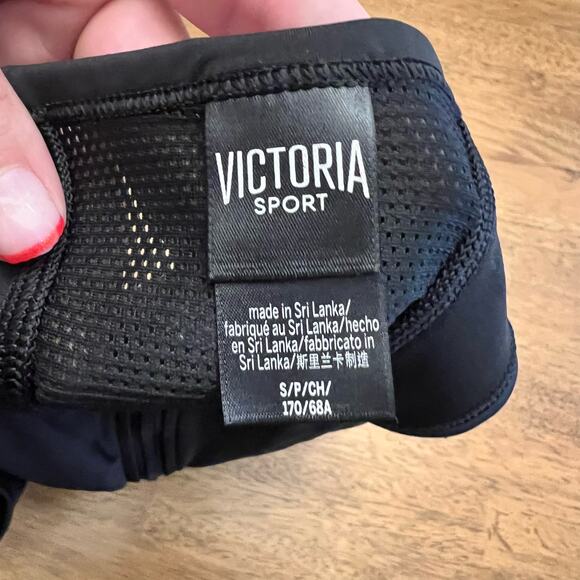 VICTORIA
SPORT
made in Sri Lanka/
fabriqué au Sri Lanka/hecho
en Sri Lanka/fabbricato in
Sri Lanka/斯里兰卡制造
S/P/CH/
170/68A